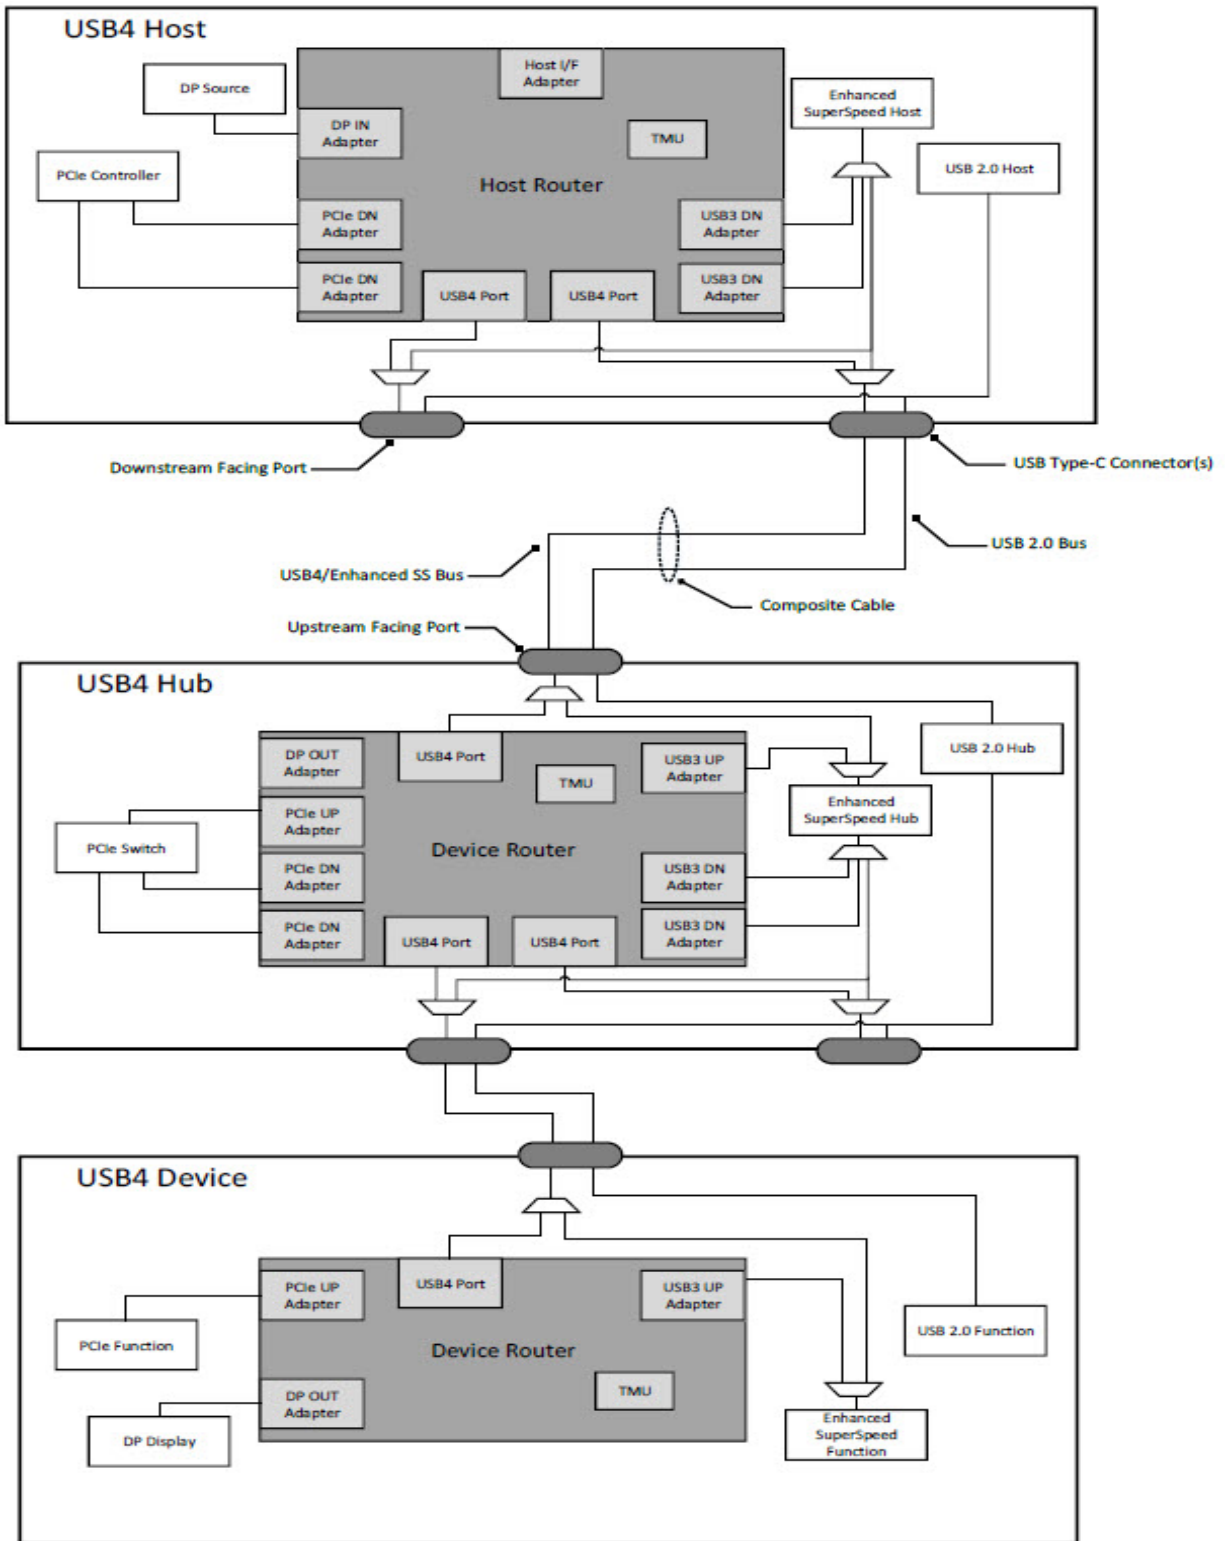 USB4 Host
Host I/F
Adapter
DP Source
Enhanced
SuperSpeed Host
DP IN
Adapter
TMU
USB 2.0 Host
PCIe Controller
Host Router
PCIe DN
Adapter
USB3 DN
Adapter
PCIe DN
Adapter
USB4 Port
USB4 Port
USB3 DN
Adapter
Downstream Facing Port
USB Type-C Connector(s)
USB 2.0 Bus
USB4/Enhanced SS Bus
Composite Cable
Upstream Facing Port
USB4 Hub
DP OUT
Adapter
USB4 Port
USB3 UP
Adapter
USB 2.0 Hub
TMU
PCIe UP
Adapter
Enhanced
SuperSpeed Hub
PCIe Switch
Device Router
PCIe DN
Adapter
USB3 DN
Adapter
PCIe DN
Adapter
USB4 Port
USB4 Port
USB3 DN
Adapter
USB4 Device
PCIe UP
Adapter
USB4 Port
USB3 UP
Adapter
PCIe Function
Device Router
USB 2.0 Function
DP OUT
Adapter
TMU
DP Display
Enhanced
SuperSpeed
Function